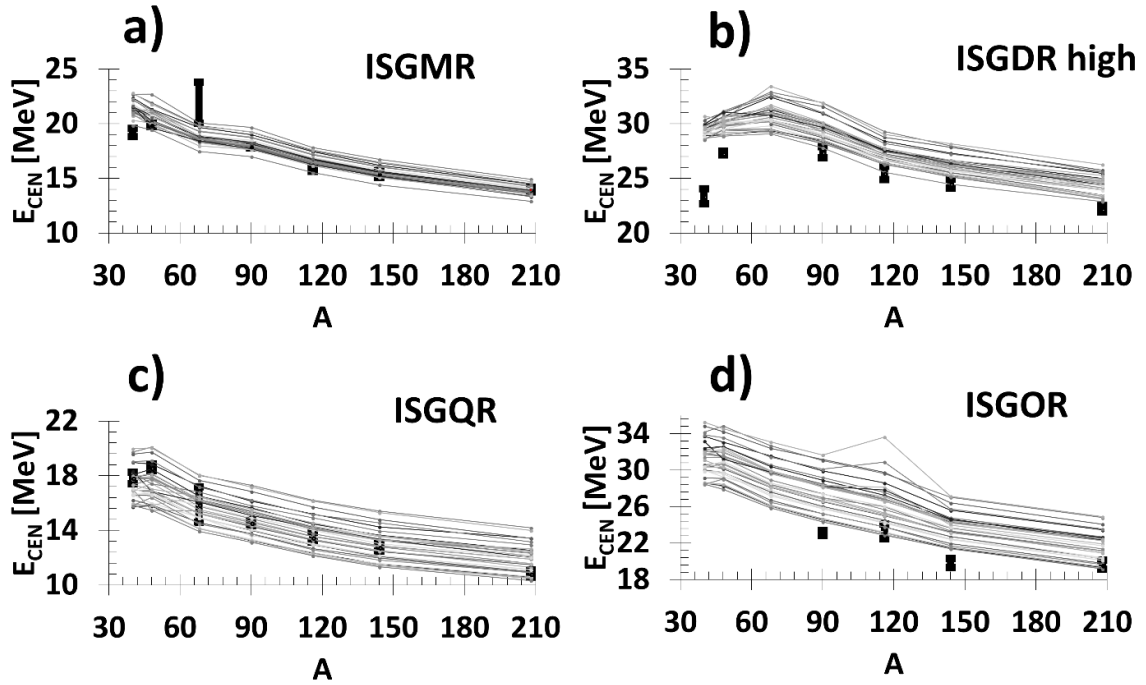 a)
ISGMR
E_CEN [MeV]
25
20
15
10
30 60 90 120 150 180 210
A
b)
ISGDR high
E_CEN [MeV]
35
30
25
20
30 60 90 120 150 180 210
A
c)
ISGQR
E_CEN [MeV]
22
18
14
10
30 60 90 120 150 180 210
A
d)
ISGOR
E_CEN [MeV]
34
30
26
22
18
30 60 90 120 150 180 210
A